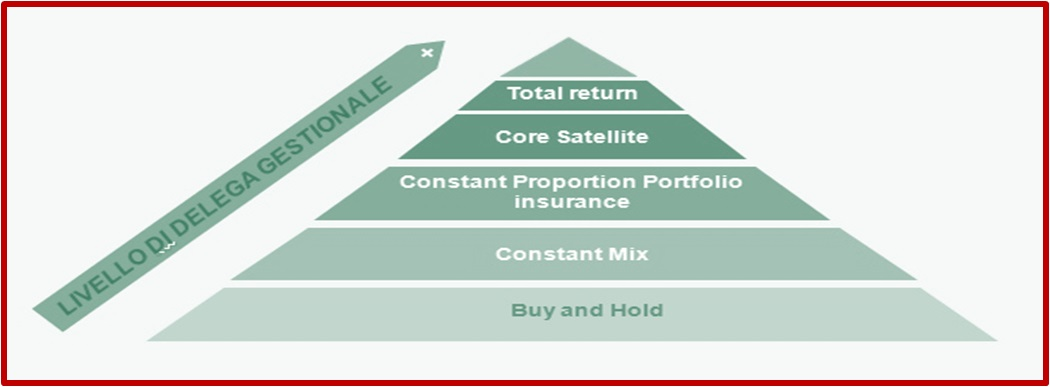 LIVELLO DI DELEGA GESTIONALE
Total return
Core Satellite
Constant Proportion Portfolio
insurance
Constant Mix
Buy and Hold